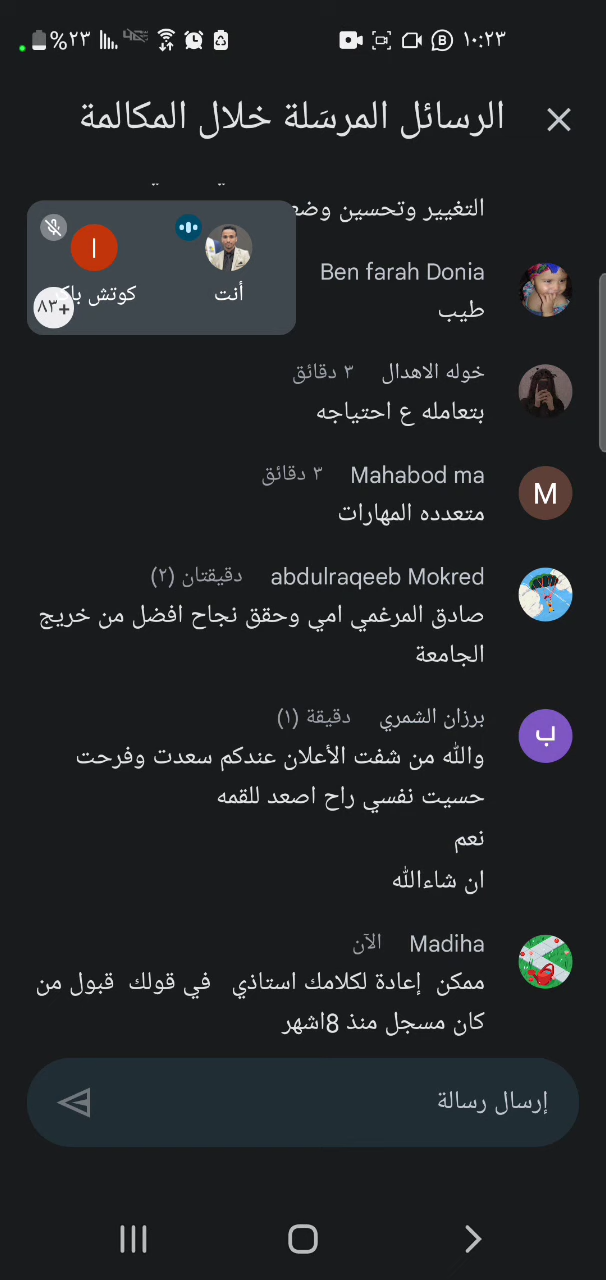 %٢٣
١٠:٢٣
الرسائل المرسَلة خلال المكالمة
التغيير وتحسين
أنت
كوتش
+٨٣
Ben farah Donia
طيب
خوله الاهدال ٣ دقائق
بتعامله ع احتياجه
Mahabod ma ٣ دقائق
M
متعدده المهارات
abdulraqeeb Mokred دقيقتان (٢)
صادق المرغمي امي وحقق نجاح افضل من خريج
الجامعة
برزان الشمري دقيقة (١)
ب
والله من شفت الأعلان عندكم سعدت وفرحت
حسيت نفسي راح اصعد للقمه
نعم
ان شاءالله
Madiha الآن
ممكن إعادة لكلامك استاذي في قولك قبول من
كان مسجل منذ 8اشهر
إرسال رسالة